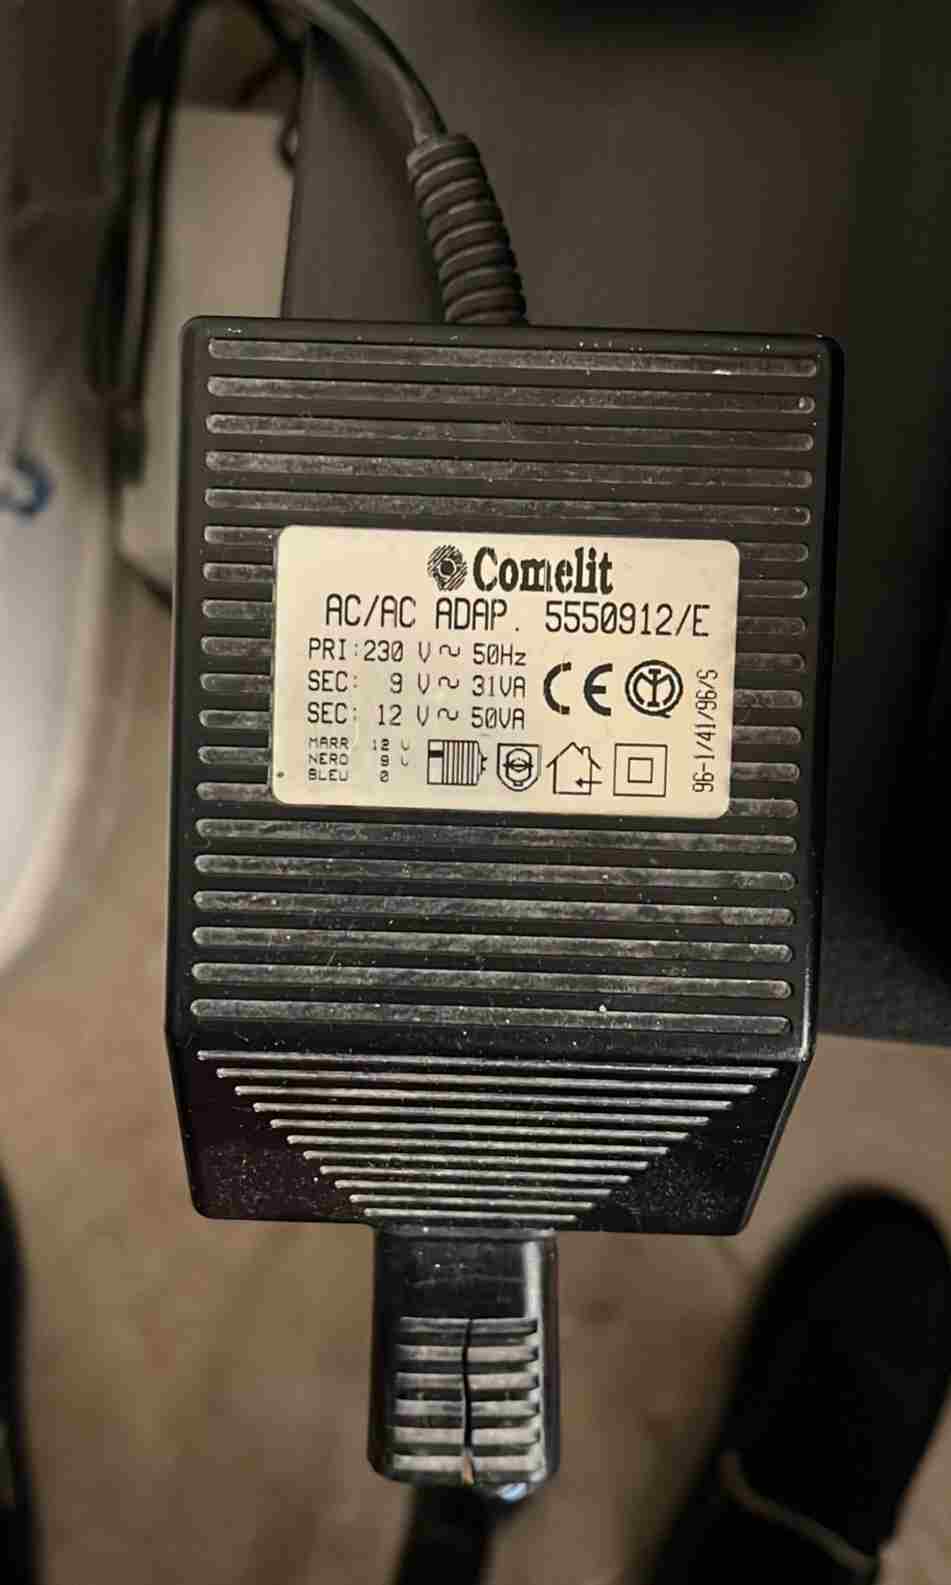 Comelit
AC/AC ADAP. 5550912/E
PRI:230 V~ 50Hz
SEC: 9 V~ 31VA
SEC: 12 V~ 50VA
CE
MARR 12 V
NERO 9 V
BLEU 0
96-1/41/96/S